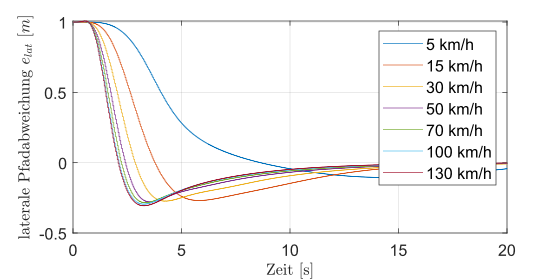 laterale Pfadabweichung e_lat [m]
1
0.5
0
-0.5
0
5
10
15
20
Zeit [s]
5 km/h
15 km/h
30 km/h
50 km/h
70 km/h
100 km/h
130 km/h